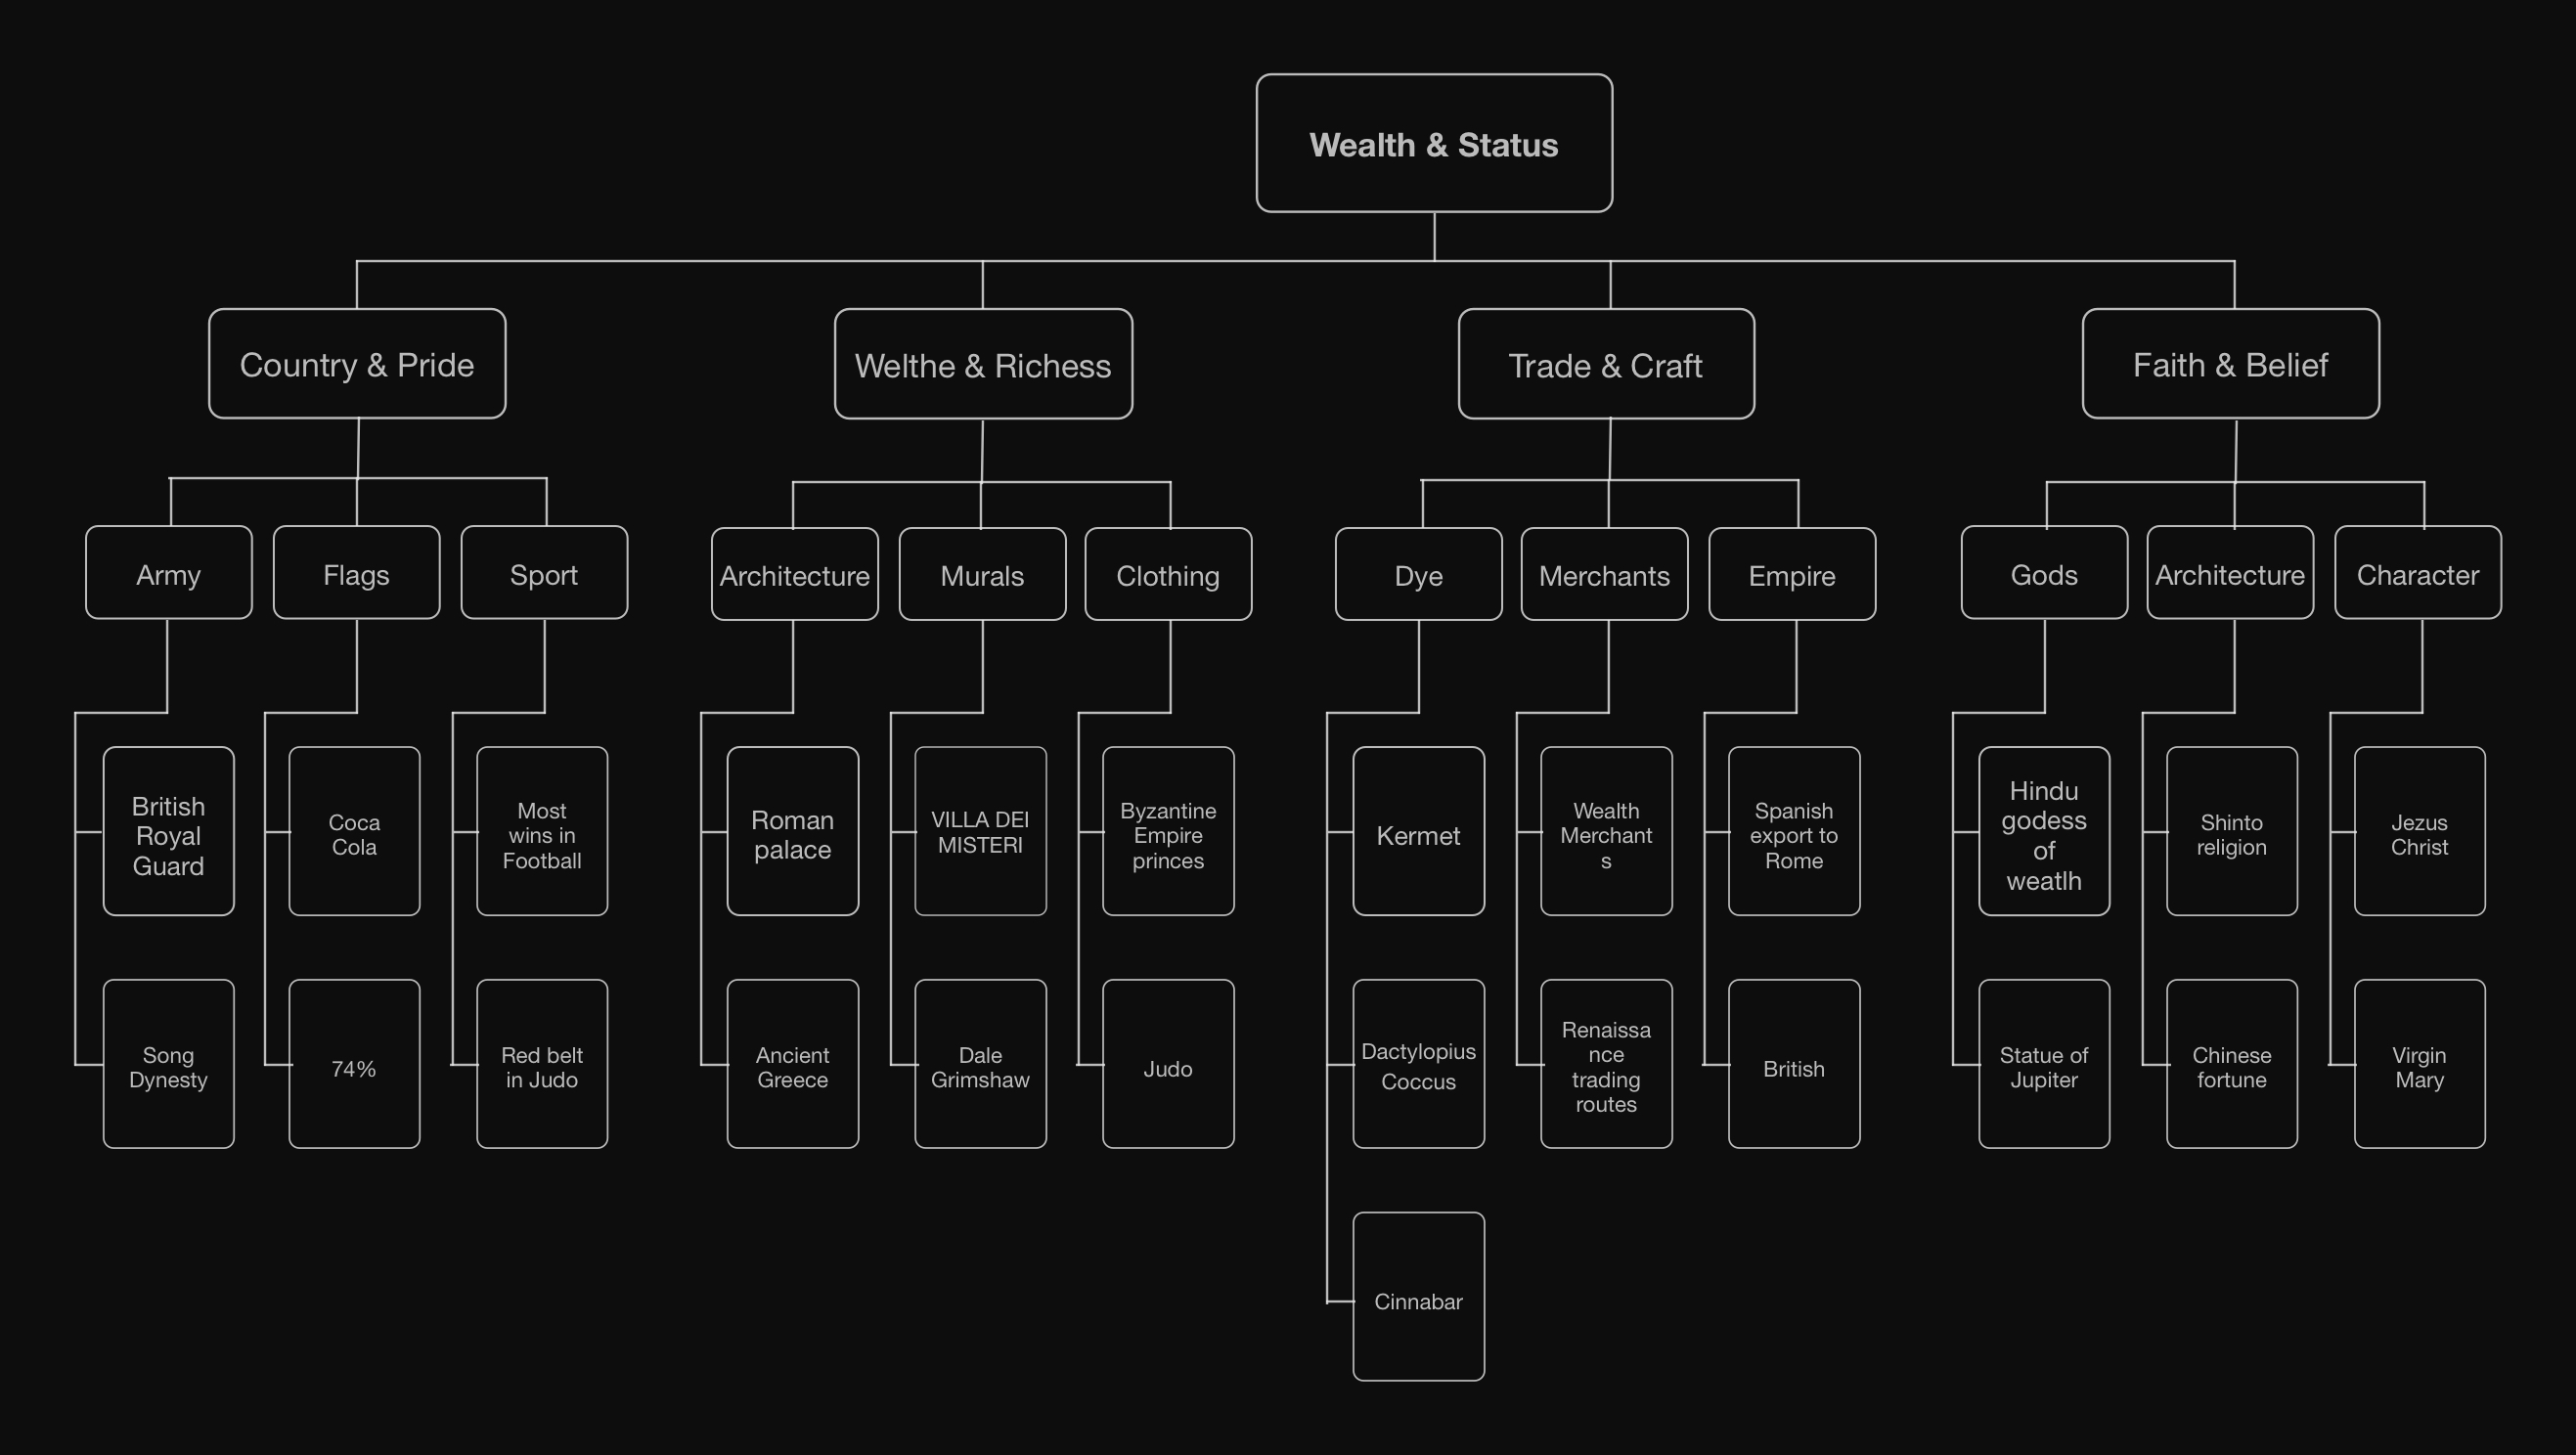 Wealth & Status
Country & Pride
Welthe & Richess
Trade & Craft
Faith & Belief
Army
Flags
Sport
Architecture
Murals
Clothing
Dye
Merchants
Empire
Gods
Architecture
Character
British
Royal
Guard
Coca
Cola
Most
wins in
Football
Roman
palace
VILLA DEI
MISTERI
Byzantine
Empire
princes
Kermet
Wealth
Merchant
s
Spanish
export to
Rome
Hindu
godess
of
weatlh
Shinto
religion
Jezus
Christ
Song
Dynesty
74%
Red belt
in Judo
Ancient
Greece
Dale
Grimshaw
Judo
Dactylopius
Coccus
Renaissa
nce
trading
routes
British
Statue of
Jupiter
Chinese
fortune
Virgin
Mary
Cinnabar